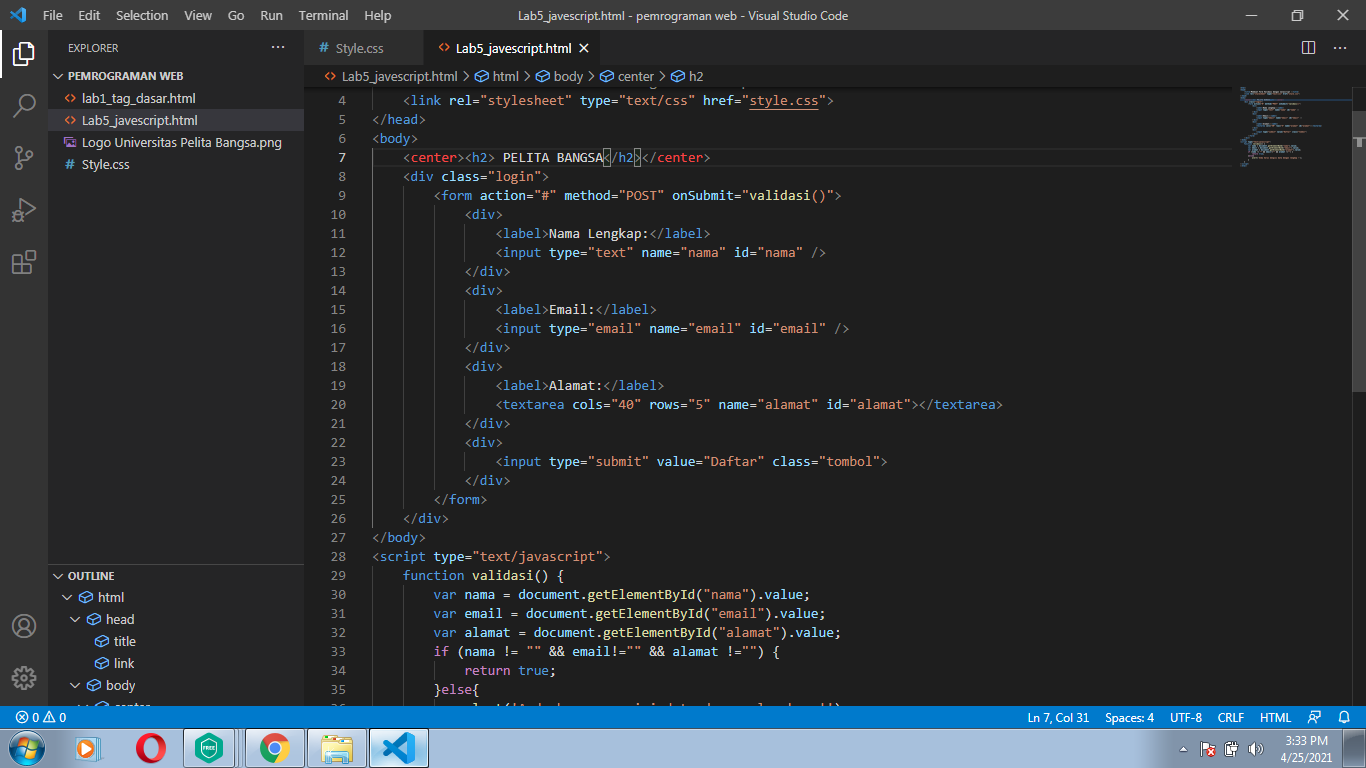 File Edit Selection View Go Run Terminal Help
Lab5_javescript.html - pemrograman web - Visual Studio Code
EXPLORER
PEMROGRAMAN WEB
lab1_tag_dasar.html
Lab5_javescript.html
Logo Universitas Pelita Bangsa.png
# Style.css
OUTLINE
html
head
title
link
body
# Style.css
<> Lab5_javescript.html
<> Lab5_javescript.html > html > body > center > h2
4 <link rel="stylesheet" type="text/css" href="style.css">
5 </head>
6 <body>
7 <center><h2> PELITA BANGSA</h2></center>
8 <div class="login">
9 <form action="#" method="POST" onSubmit="validasi()">
10 <div>
11 <label>Nama Lengkap:</label>
12 <input type="text" name="nama" id="nama" />
13 </div>
14 <div>
15 <label>Email:</label>
16 <input type="email" name="email" id="email" />
17 </div>
18 <div>
19 <label>Alamat:</label>
20 <textarea cols="40" rows="5" name="alamat" id="alamat"></textarea>
21 </div>
22 <div>
23 <input type="submit" value="Daftar" class="tombol">
24 </div>
25 </form>
26 </div>
27 </body>
28 <script type="text/javascript">
29 function validasi() {
30 var nama = document.getElementById("nama").value;
31 var email = document.getElementById("email").value;
32 var alamat = document.getElementById("alamat").value;
33 if (nama != "" && email!="" && alamat !="") {
34 return true;
35 }else{
0 0
Ln 7, Col 31 Spaces: 4 UTF-8 CRLF HTML
FREE
3:33 PM
4/25/2021